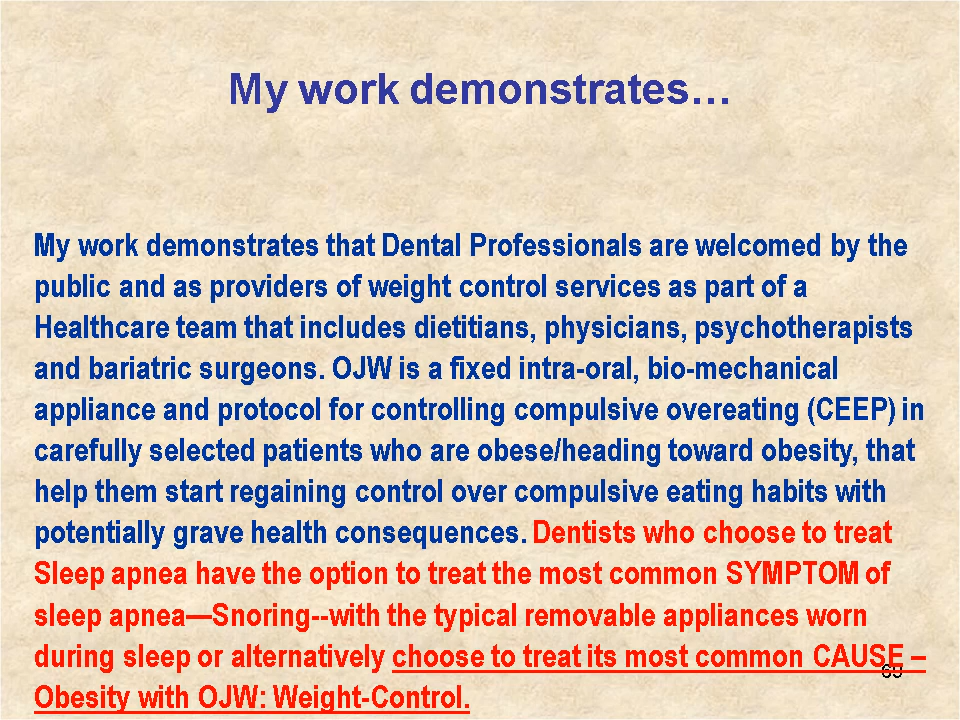 My work demonstrates…
My work demonstrates that Dental Professionals are welcomed by the
public and as providers of weight control services as part of a
Healthcare team that includes dietitians, physicians, psychotherapists
and bariatric surgeons. OJW is a fixed intra-oral, bio-mechanical
appliance and protocol for controlling compulsive overeating (CEEP) in
carefully selected patients who are obese/heading toward obesity, that
help them start regaining control over compulsive eating habits with
potentially grave health consequences. Dentists who choose to treat
Sleep apnea have the option to treat the most common SYMPTOM of
sleep apnea—Snoring--with the typical removable appliances worn
during sleep or alternatively choose to treat its most common CAUSE –
Obesity with OJW: Weight-Control.